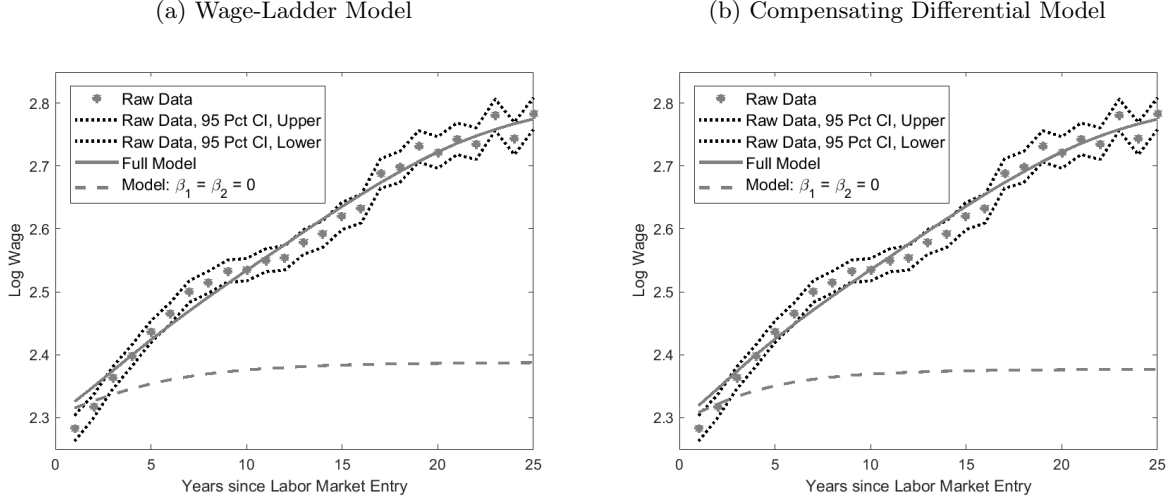 (a) Wage-Ladder Model
(b) Compensating Differential Model
2.8
2.7
2.6
2.5
2.4
2.3
Log Wage
Raw Data
Raw Data, 95 Pct CI, Upper
Raw Data, 95 Pct CI, Lower
Full Model
Model: β₁ = β₂ = 0
0 5 10 15 20 25
Years since Labor Market Entry
2.8
2.7
2.6
2.5
2.4
2.3
Log Wage
Raw Data
Raw Data, 95 Pct CI, Upper
Raw Data, 95 Pct CI, Lower
Full Model
Model: β₁ = β₂ = 0
0 5 10 15 20 25
Years since Labor Market Entry